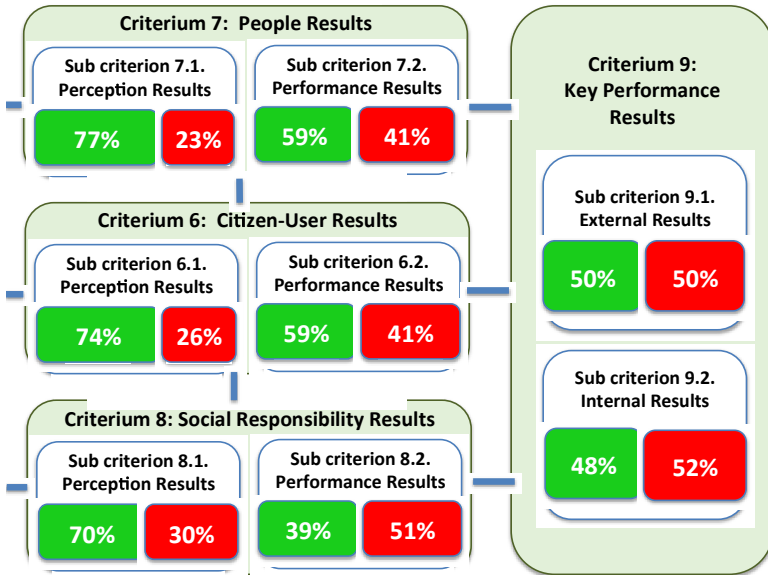 Criterium 7: People Results
Sub criterion 7.1.
Perception Results
77%
23%
Sub criterion 7.2.
Performance Results
59%
41%
Criterium 6: Citizen-User Results
Sub criterion 6.1.
Perception Results
74%
26%
Sub criterion 6.2.
Performance Results
59%
41%
Criterium 8: Social Responsibility Results
Sub criterion 8.1.
Perception Results
70%
30%
Sub criterion 8.2.
Performance Results
39%
51%
Criterium 9:
Key Performance
Results
Sub criterion 9.1.
External Results
50%
50%
Sub criterion 9.2.
Internal Results
48%
52%